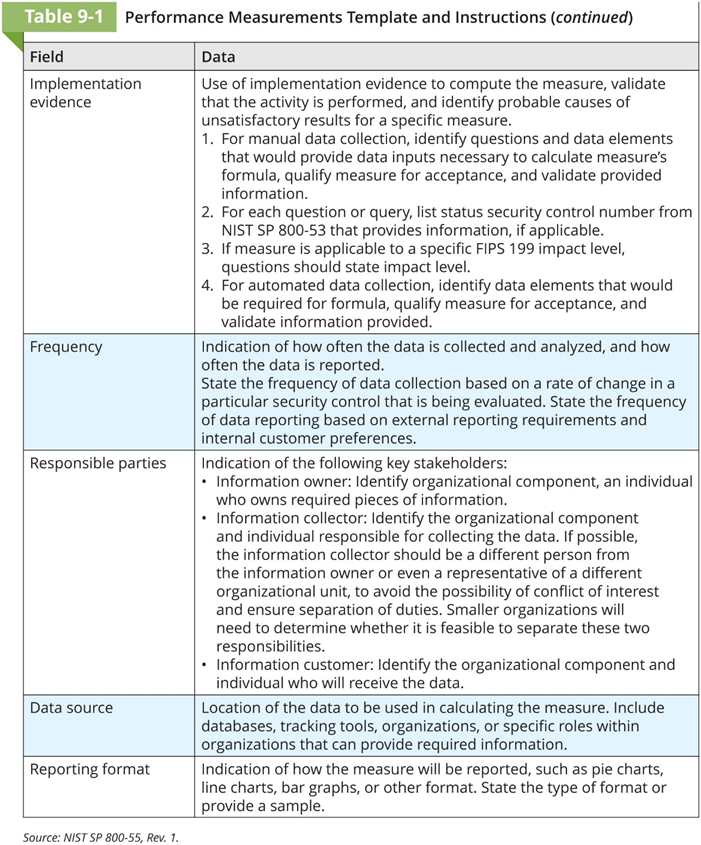 Table 9-1 Performance Measurements Template and Instructions (continued)
Field Data
Implementation evidence
Use of implementation evidence to compute the measure, validate
that the activity is performed, and identify probable causes of
unsatisfactory results for a specific measure.
1. For manual data collection, identify questions and data elements
that would provide data inputs necessary to calculate measure's
formula, qualify measure for acceptance, and validate provided
information.
2. For each question or query, list status security control number from
NIST SP 800-53 that provides information, if applicable.
3. If measure is applicable to a specific FIPS 199 impact level,
questions should state impact level.
4. For automated data collection, identify data elements that would
be required for formula, qualify measure for acceptance, and
validate information provided.
Frequency
Indication of how often the data is collected and analyzed, and how
often the data is reported.
State the frequency of data collection based on a rate of change in a
particular security control that is being evaluated. State the frequency
of data reporting based on external reporting requirements and
internal customer preferences.
Responsible parties
Indication of the following key stakeholders:
• Information owner: Identify organizational component, an individual
who owns required pieces of information.
• Information collector: Identify the organizational component
and individual responsible for collecting the data. If possible,
the information collector should be a different person from
the information owner or even a representative of a different
organizational unit, to avoid the possibility of conflict of interest
and ensure separation of duties. Smaller organizations will
need to determine whether it is feasible to separate these two
responsibilities.
• Information customer: Identify the organizational component and
individual who will receive the data.
Data source
Location of the data to be used in calculating the measure. Include
databases, tracking tools, organizations, or specific roles within
organizations that can provide required information.
Reporting format
Indication of how the measure will be reported, such as pie charts,
line charts, bar graphs, or other format. State the type of format or
provide a sample.
Source: NIST SP 800-55, Rev. 1.